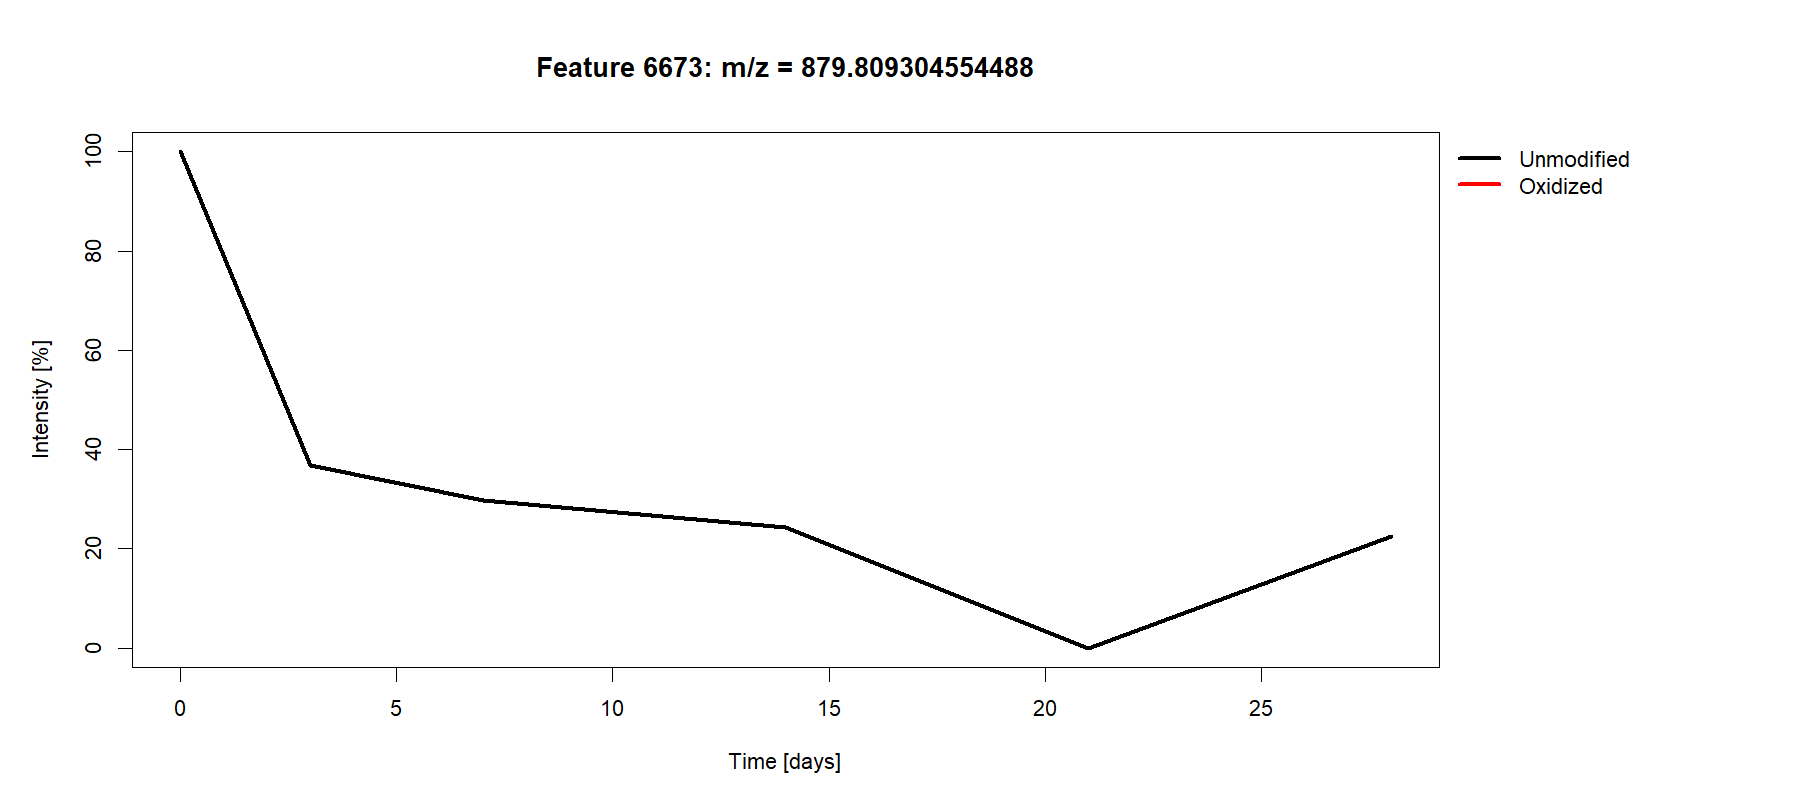 Feature 6673: m/z = 879.809304554488
Unmodified
Oxidized
Intensity [%]
100
80
60
40
20
0
0 5 10 15 20 25
Time [days]